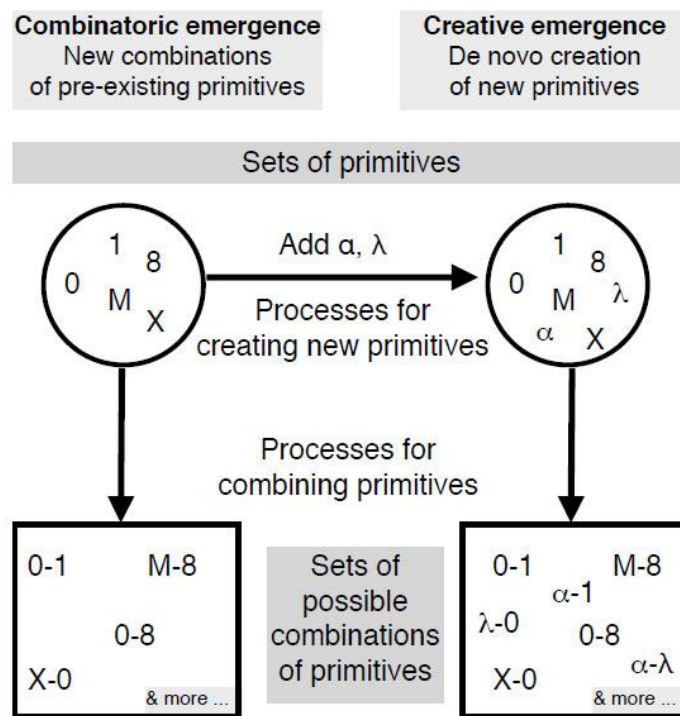 Combinatoric emergence
New combinations
of pre-existing primitives
Creative emergence
De novo creation
of new primitives
Sets of primitives
1
8
0
M
X
Add α, λ
Processes for
creating new primitives
1
8
0
λ
M
α
X
Processes for
combining primitives
0-1
M-8
0-8
X-0
& more ...
Sets of
possible
combinations
of primitives
0-1
M-8
α-1
λ-0
0-8
α-λ
X-0
& more ...